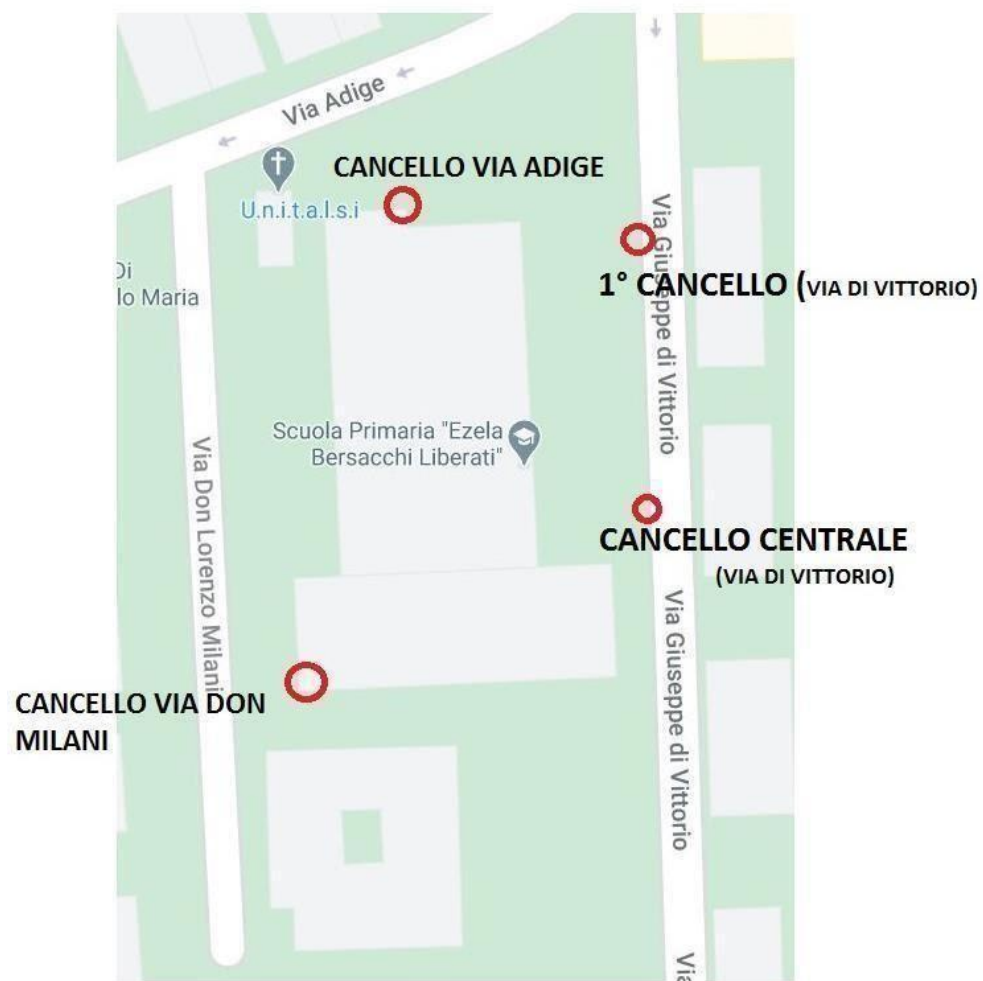 Via Adige
CANCELLO VIA ADIGE
U.n.i.t.a.l.s.i
Via Giuseppe di Vittorio
Di
lo Maria
1° CANCELLO (VIA DI VITTORIO)
Scuola Primaria "Ezela
Bersacchi Liberati"
Via Don Lorenzo Milani
CANCELLO CENTRALE
(VIA DI VITTORIO)
Via Giuseppe di Vittorio
CANCELLO VIA DON
MILANI